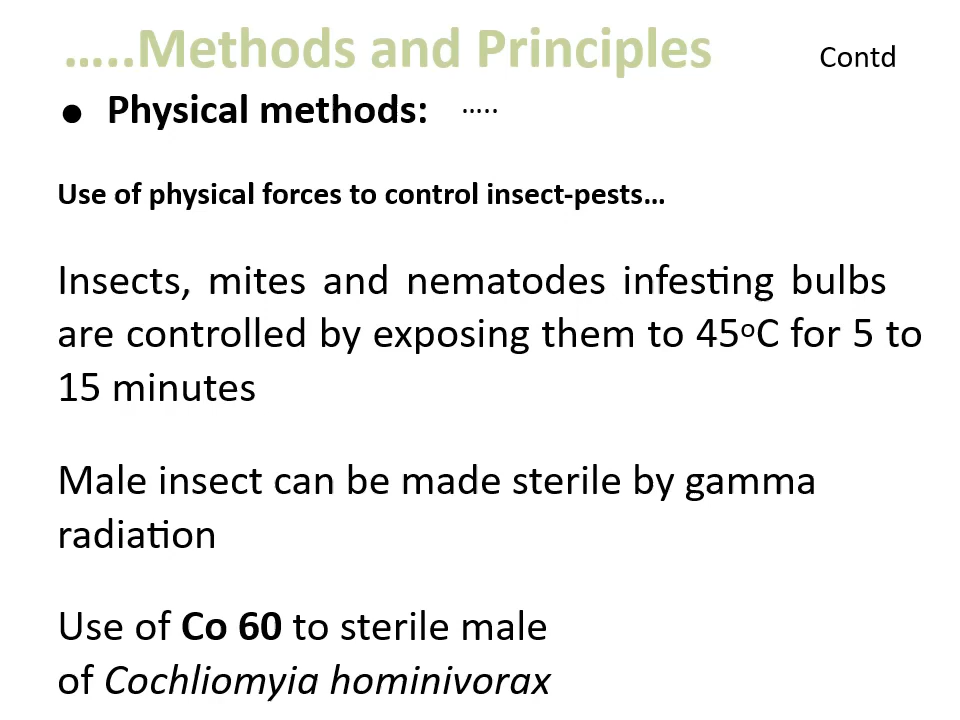 …..Methods and Principles Contd
● Physical methods: …..
Use of physical forces to control insect-pests…
Insects, mites and nematodes infesting bulbs
are controlled by exposing them to 45ᵒC for 5 to
15 minutes
Male insect can be made sterile by gamma
radiation
Use of Co 60 to sterile male
of Cochliomyia hominivorax